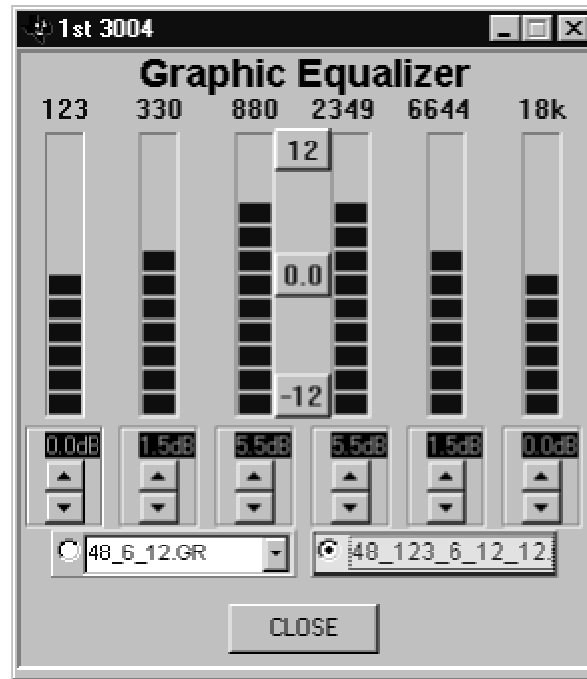 1st 3004
Graphic Equalizer
123 330 880 2349 6644 18k
12
0.0
-12
0.0dB 1.5dB 5.5dB 5.5dB 1.5dB 0.0dB
48_6_12.GR 48_123_6_12_12.
CLOSE